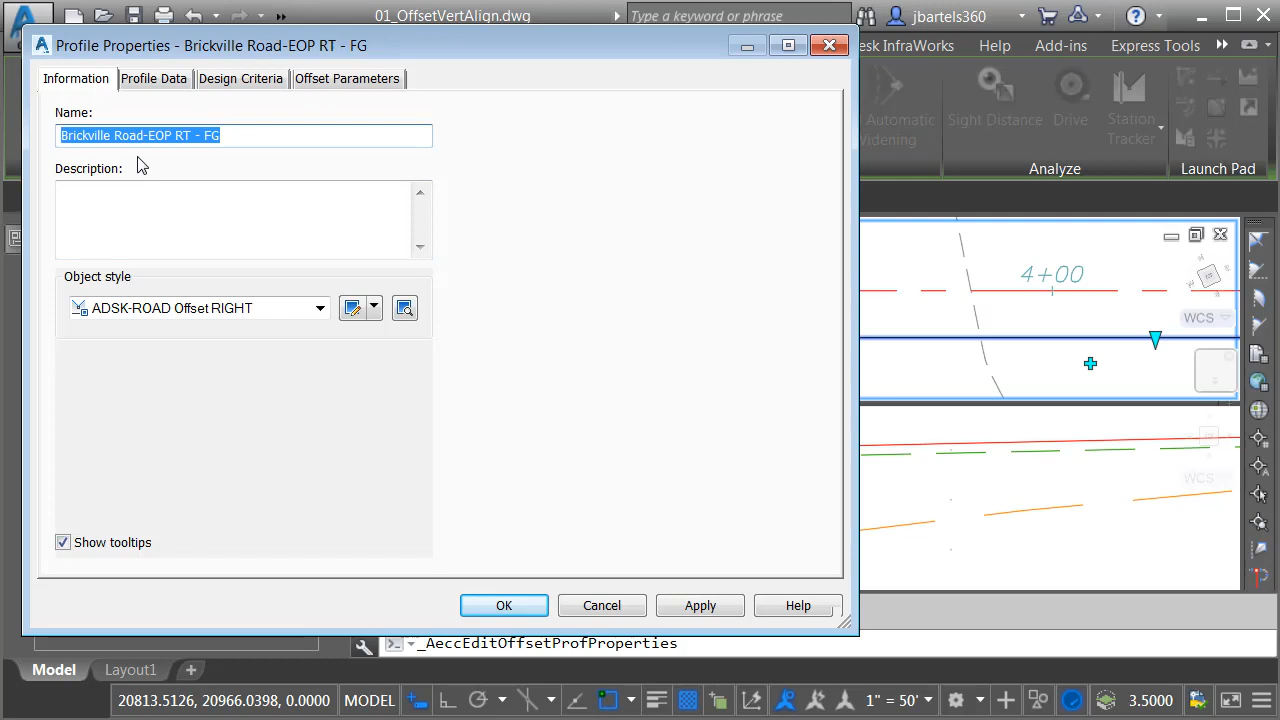 01_OffsetVertAlign.dwg
Type a keyword or phrase
jbartels360
Profile Properties - Brickville Road-EOP RT - FG
esk InfraWorks
Help
Add-ins
Express Tools
Information
Profile Data
Design Criteria
Offset Parameters
Name:
Brickville Road-EOP RT - FG
Description:
Object style
ADSK-ROAD Offset RIGHT
Show tooltips
OK
Cancel
Apply
Help
Automatic
Widening
Sight Distance
Drive
Station
Tracker
Analyze
Launch Pad
4+00
WCS
WCS
_AeccEditOffsetProfProperties
Model
Layout1
20813.5126, 20966.0398, 0.0000
MODEL
1" = 50'
3.5000